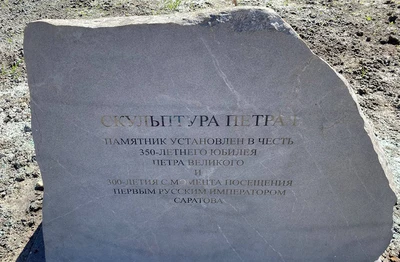 СКУЛЬПТУРА ПЕТРА I
ПАМЯТНИК УСТАНОВЛЕН В ЧЕСТЬ
350-ЛЕТНЕГО ЮБИЛЕЯ
ПЕТРА ВЕЛИКОГО
И
300-ЛЕТИЯ С МОМЕНТА ПОСЕЩЕНИЯ
ПЕРВЫМ РУССКИМ ИМПЕРАТОРОМ
САРАТОВА